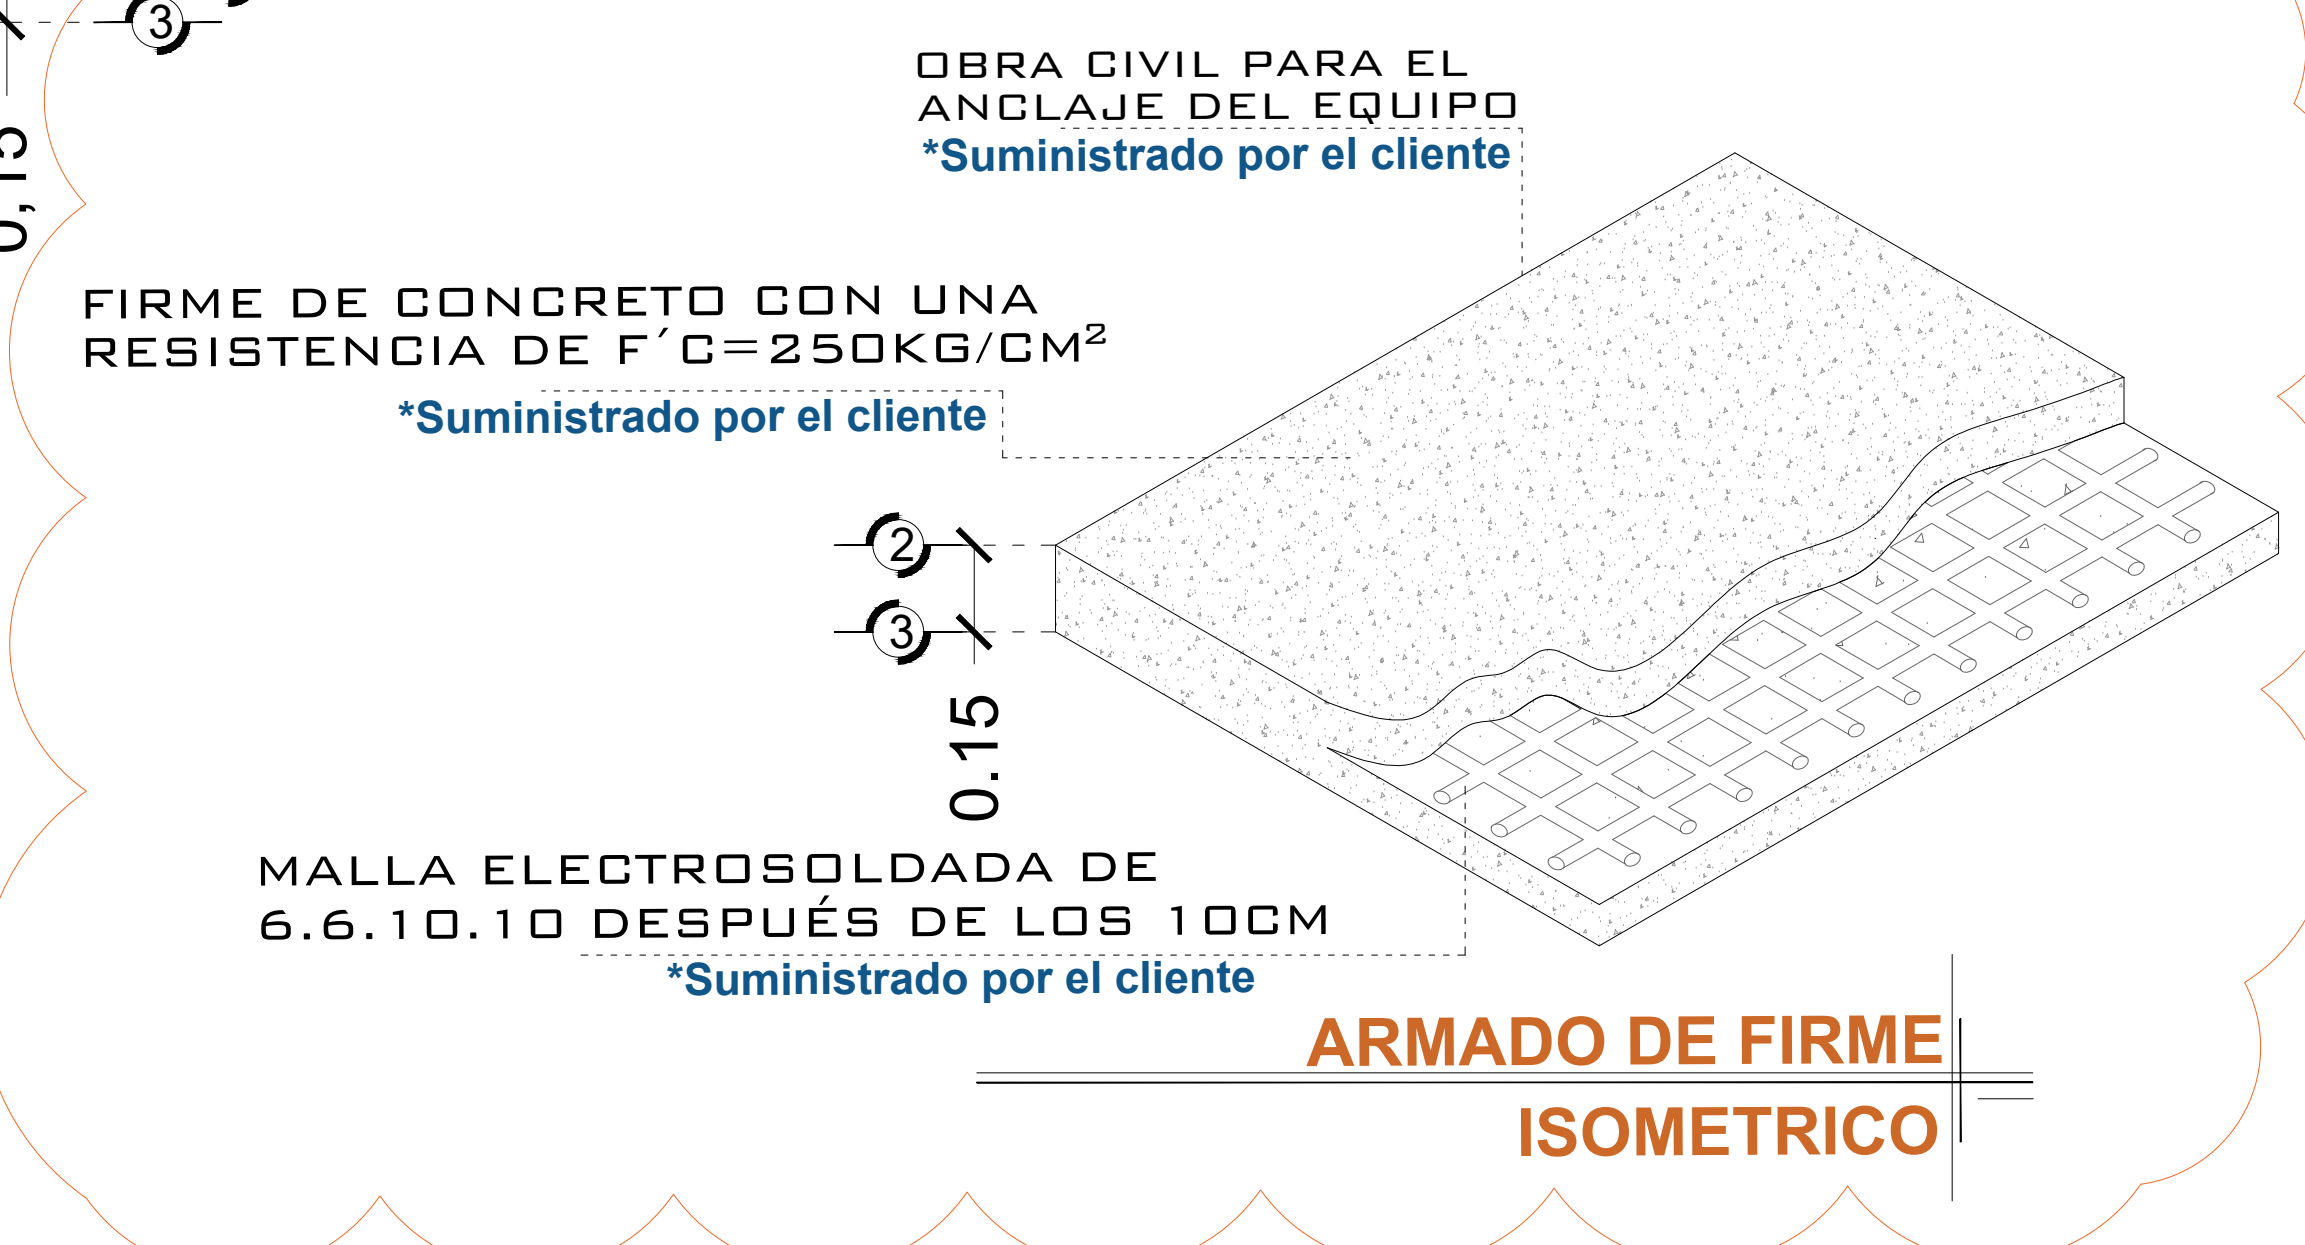 3
0,15
OBRA CIVIL PARA EL
ANCLAJE DEL EQUIPO
*Suministrado por el cliente
FIRME DE CONCRETO CON UNA
RESISTENCIA DE F´C=250KG/CM²
*Suministrado por el cliente
2
3
0.15
MALLA ELECTROSOLDADA DE
6.6.10.10 DESPUÉS DE LOS 10CM
*Suministrado por el cliente
ARMADO DE FIRME
ISOMETRICO